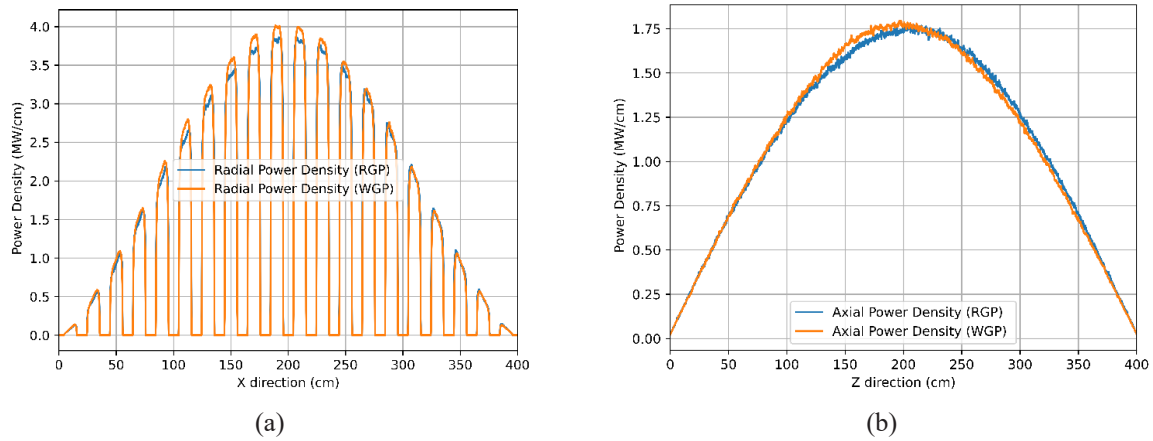 4.0
3.5
3.0
2.5
2.0
1.5
1.0
0.5
0.0
Power Density (MW/cm)
Radial Power Density (RGP)
Radial Power Density (WGP)
0 50 100 150 200 250 300 350 400
X direction (cm)
(a)
1.75
1.50
1.25
1.00
0.75
0.50
0.25
0.00
Power Density (MW/cm)
Axial Power Density (RGP)
Axial Power Density (WGP)
0 50 100 150 200 250 300 350 400
Z direction (cm)
(b)